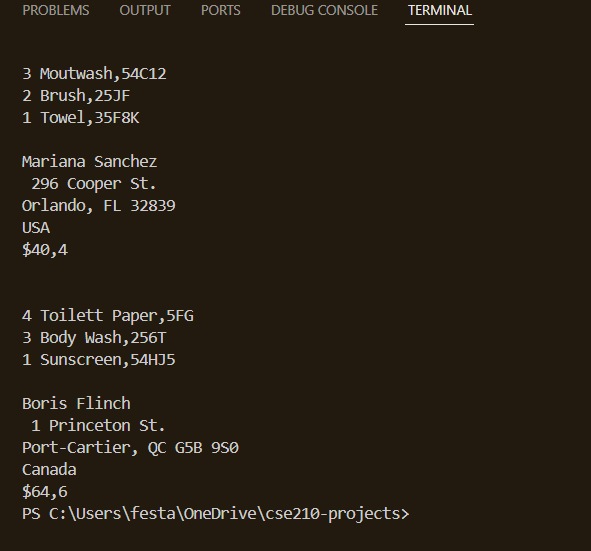 PROBLEMS OUTPUT PORTS DEBUG CONSOLE TERMINAL
3 Moutwash,54C12
2 Brush,25JF
1 Towel,35F8K
Mariana Sanchez
296 Cooper St.
Orlando, FL 32839
USA
$40,4
4 Toilett Paper,5FG
3 Body Wash,256T
1 Sunscreen,54HJ5
Boris Flinch
1 Princeton St.
Port-Cartier, QC G5B 9S0
Canada
$64,6
PS C:\Users\festa\OneDrive\cse210-projects>